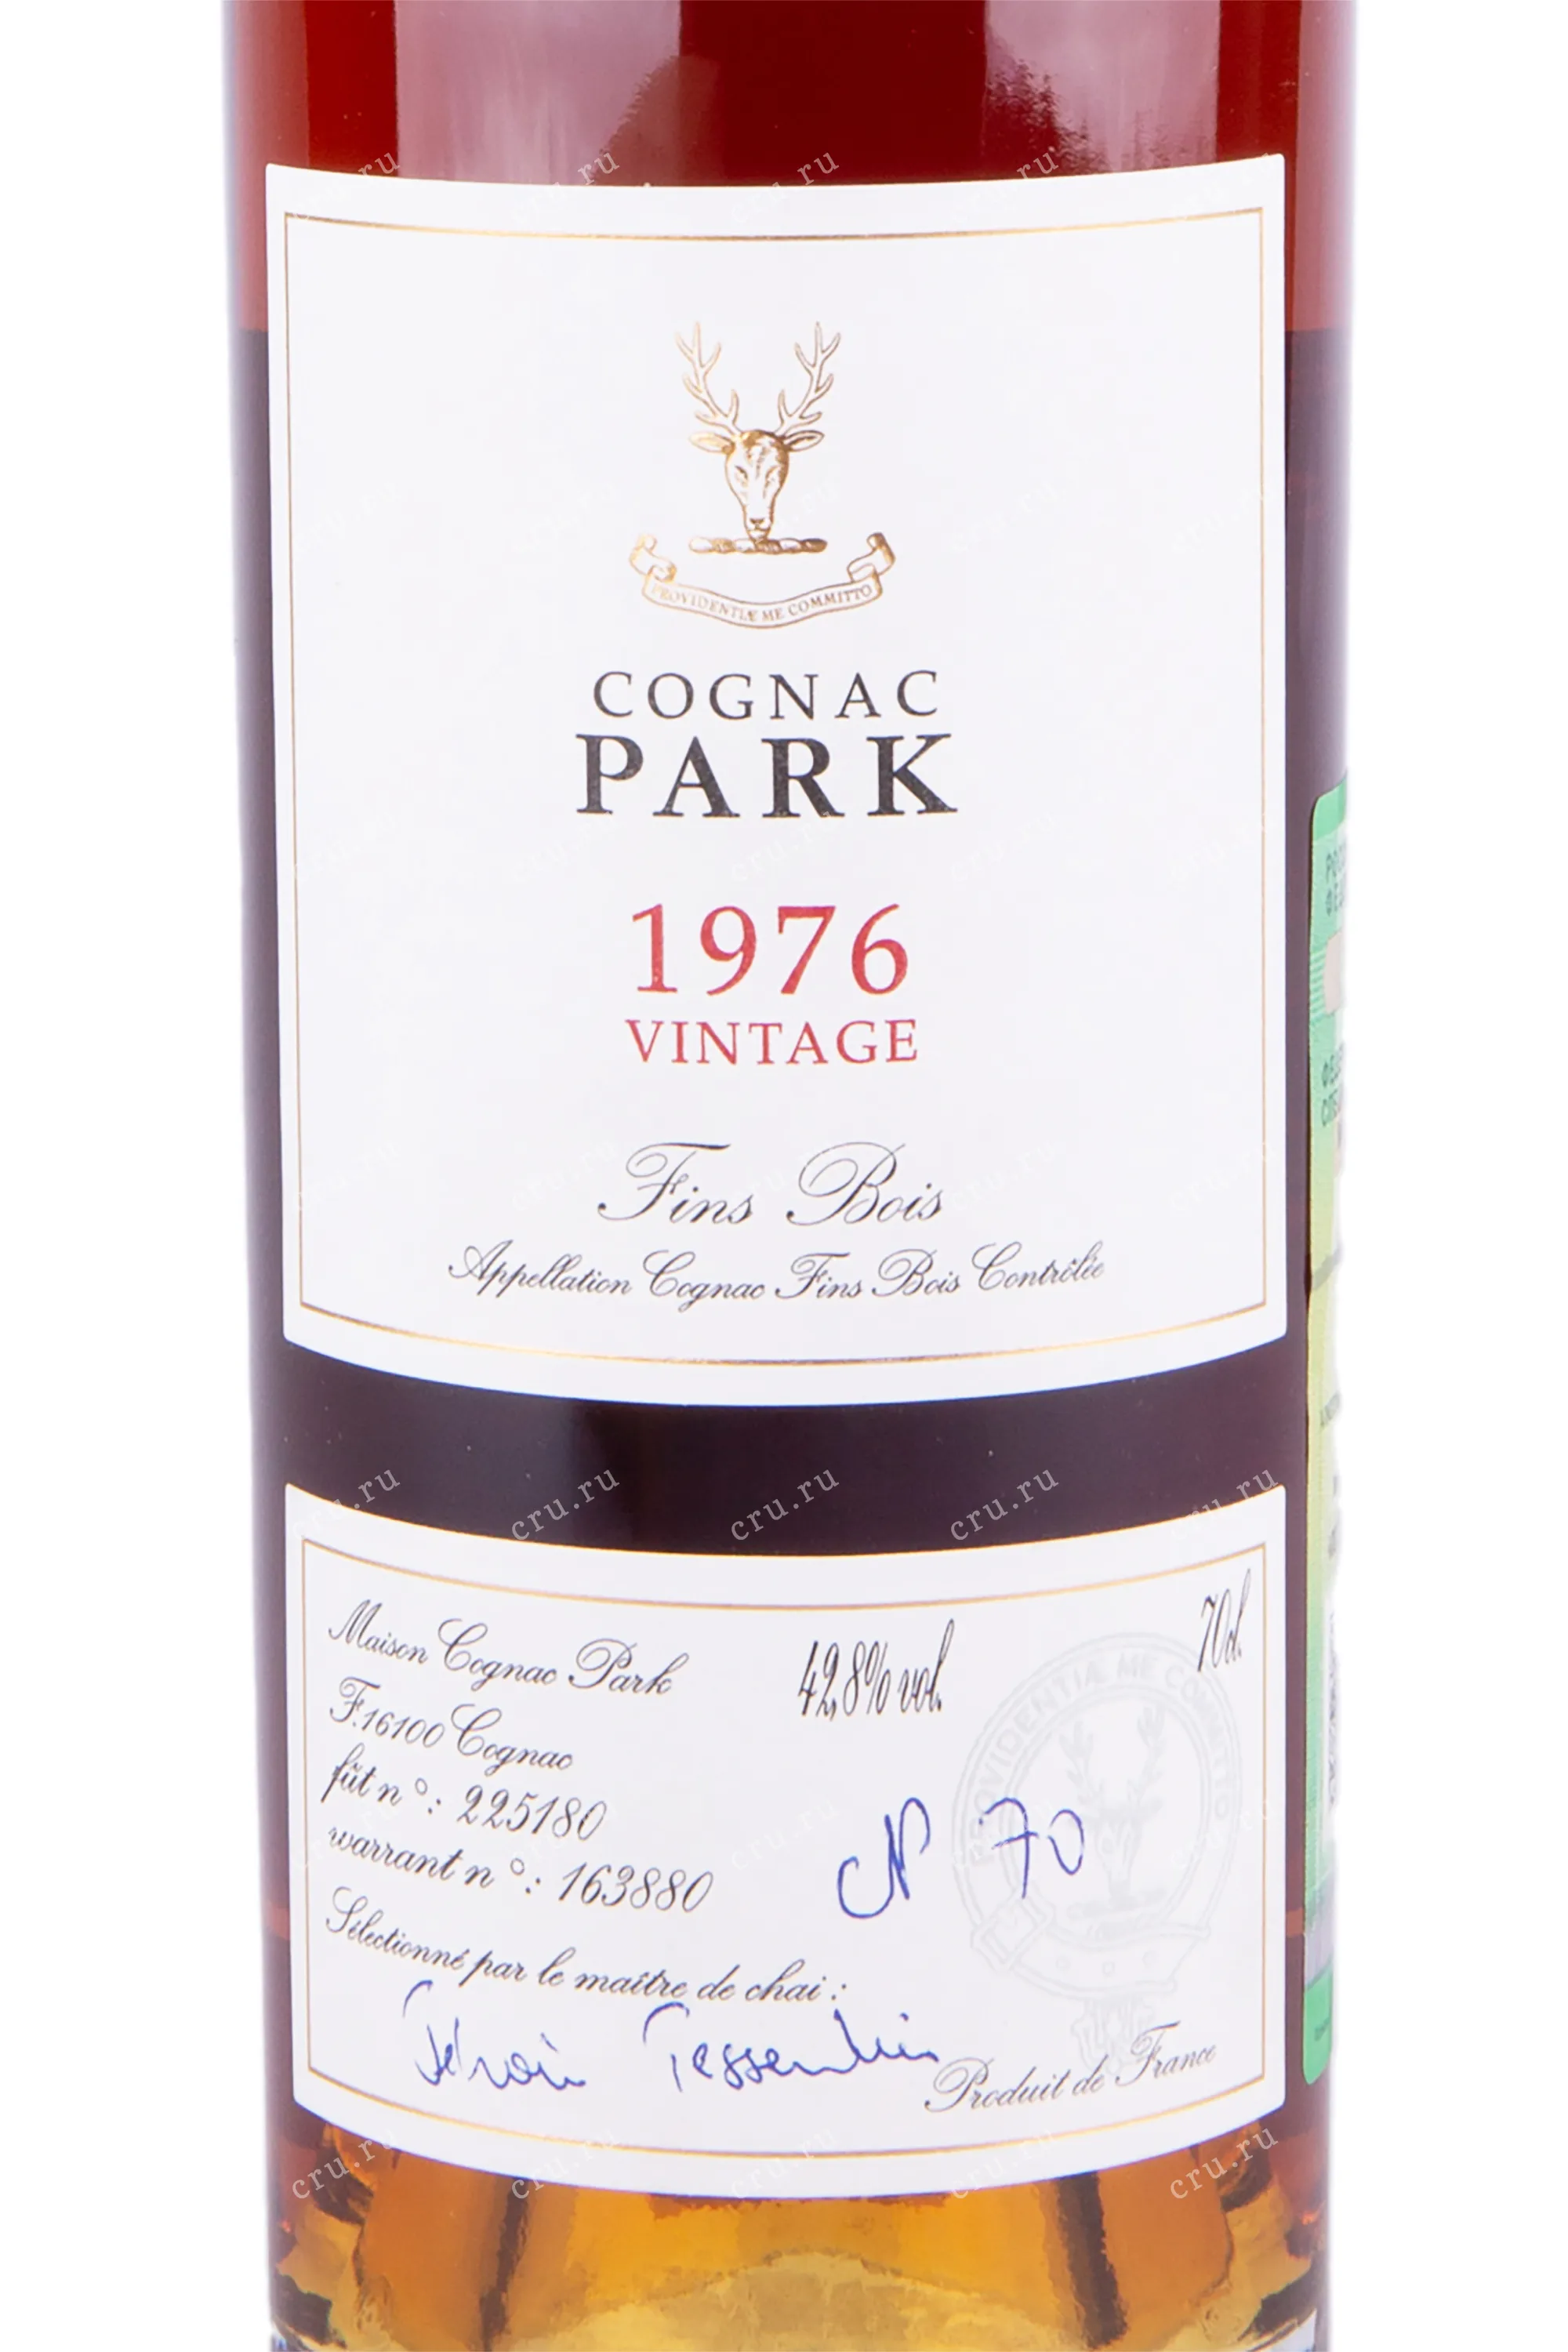 PROVIDENTIÆ ME COMMITTO
COGNAC
PARK
1976
VINTAGE
Fins Bois
Appellation Cognac Fins Bois Contrôlée
Maison Cognac Park
42,8% vol.
70cl.
F.16100 Cognac
fût n°: 225180
warrant n°: 163880
N° 70
Sélectionné par le maître de chai :
Produit de France
PROVIDENTIA ME COMMITTO
cru.ru